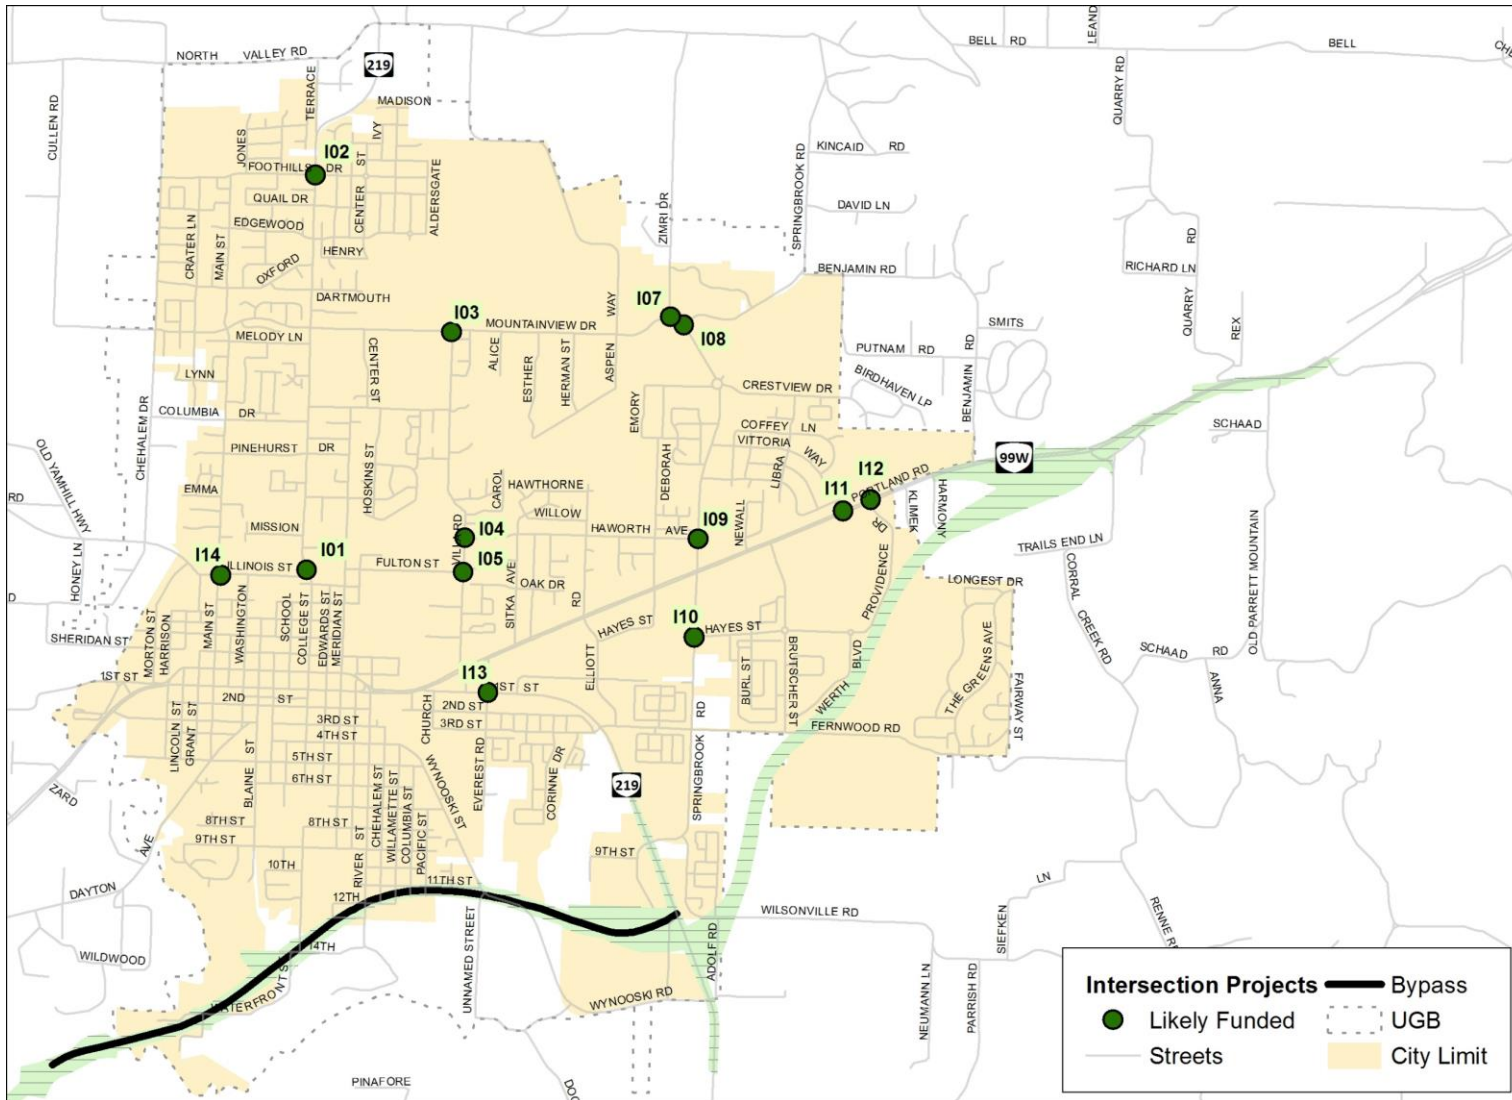 NORTH VALLEY RD
219
TERRACE
MADISON
IVY
CULLEN RD
JONES
I02
FOOTHILLS DR
ST
QUAIL DR
CENTER
EDGEWOOD
ALDERSGATE
HENRY
CRATER LN
MAIN ST
OXFORD
DARTMOUTH
BELL RD
LEAND
BELL
QUARRY RD
KINCAID RD
SPRINGBROOK RD
ZIMRI DR
DAVID LN
BENJAMIN RD
RICHARD LN
RD
QUARRY
REX
SMITS
PUTNAM RD
BENJAMIN
RD
BIRDHAVEN LP
I07
I08
I03
MOUNTAINVIEW DR
WAY
ASPEN
ALICE
ESTHER
HERMAN ST
MELODY LN
CENTER ST
LYNN
COLUMBIA DR
PINEHURST DR
CHEHALEM DR
OLD YAMHILL HWY
RD
EMMA
HOSKINS ST
MISSION
CRESTVIEW DR
EMORY
COFFEY LN
VITTORIA
WAY
LIBRA
DEBORAH
CAROL
HAWTHORNE
WILLOW
HAWORTH AVE
NEWALL
I09
I11
I12
PORTLAND RD
99W
DR
KLIMEK
HARMONY
SCHAAD
TRAILS END LN
OLD PARRETT MOUNTAIN
I04
VILLA RD
I05
I14
ILLINOIS ST
I01
FULTON ST
SITKA AVE
OAK DR
RD
HONEY LN
D
SHERIDAN ST
MORTON ST
HARRISON
MAIN ST
WASHINGTON
SCHOOL
COLLEGE ST
EDWARDS ST
MERIDIAN ST
HAYES ST
ELLIOTT
I10
HAYES ST
PROVIDENCE
LONGEST DR
CORRAL
CREEK RD
SCHAAD RD
ANNA
1ST ST
2ND ST
I13
1ST ST
2ND ST
3RD ST
CHURCH
3RD ST
4TH ST
5TH ST
6TH ST
LINCOLN ST
GRANT ST
BLAINE ST
BURL ST
BRUTSCHER ST
WERTH BLVD
FERNWOOD RD
THE GREENS AVE
FAIRWAY ST
RD
SPRINGBROOK
EVEREST RD
CORINNE DR
219
WYNOOSKI ST
CHEHALEM ST
WILLAMETTE ST
COLUMBIA ST
PACIFIC ST
RIVER ST
ZARD
AVE
8TH ST
8TH ST
9TH ST
10TH
9TH ST
11TH ST
12TH
14TH
DAYTON
WILDWOOD
WATERFRONT ST
UNNAMED STREET
WYNOOSKI RD
ADOLF RD
WILSONVILLE RD
LN
SIEFKEN
RENNE RD
NEUMANN LN
PARRISH RD
PINAFORE
DOG
Intersection Projects
Likely Funded
Streets
Bypass
UGB
City Limit